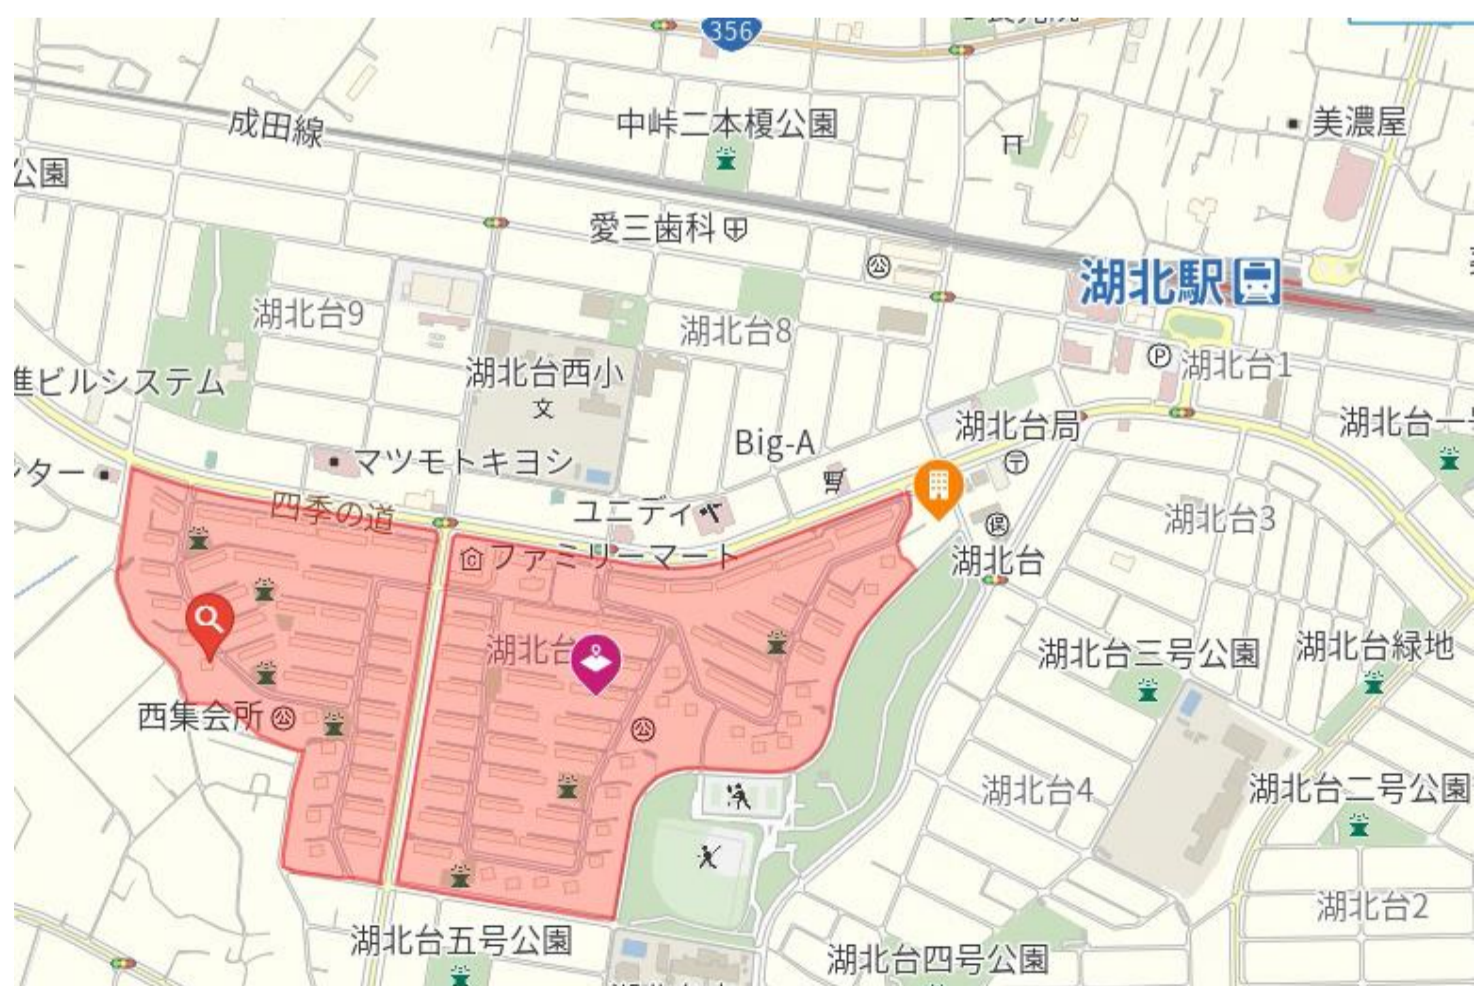 356
成田線
中峠二本榎公園
美濃屋
公園
愛三歯科
公
湖北駅
湖北台9
湖北台8
P
湖北台1
進ビルシステム
湖北台西小
文
湖北台局
Big-A
マツモトキヨシ
ンター
四季の道
ユニディ
湖北台3
保
湖北台
C
ファミリーマート
湖北台
湖北台三号公園
湖北台緑地
西集会所
公
公
湖北台4
湖北台二号公園
湖北台2
湖北台五号公園
湖北台四号公園